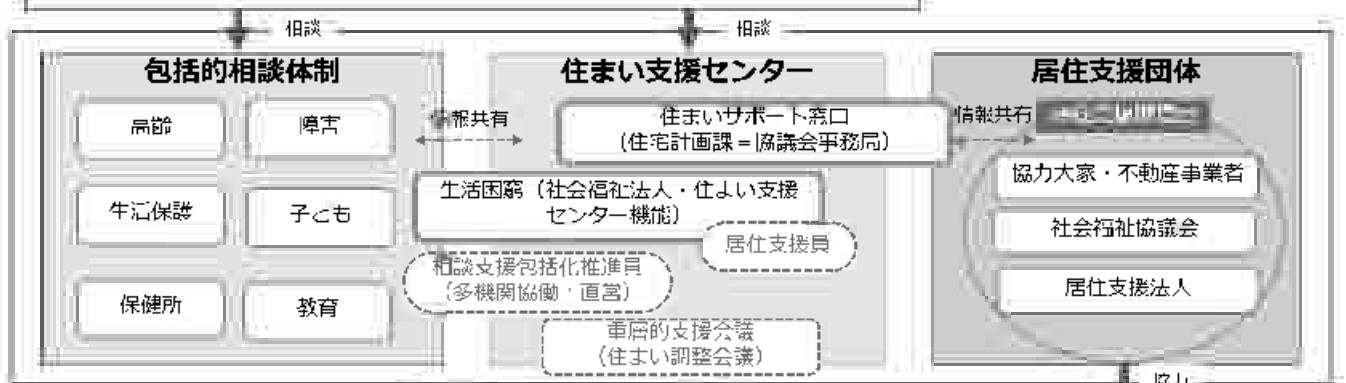 相談
相談
包括的相談体制
高齢
障害
生活保護
子ども
保健所
教育
情報共有
住まい支援センター
住まいサポート窓口
(住宅計画課=協議会事務局)
生活困窮(社会福祉法人・住まい支援
センター機能)
居住支援員
相談支援包括化推進員
(多機関協働・直営)
重層的支援会議
(住まい調整会議)
情報共有
居住支援団体
協力大家・不動産事業者
社会福祉協議会
居住支援法人
協力